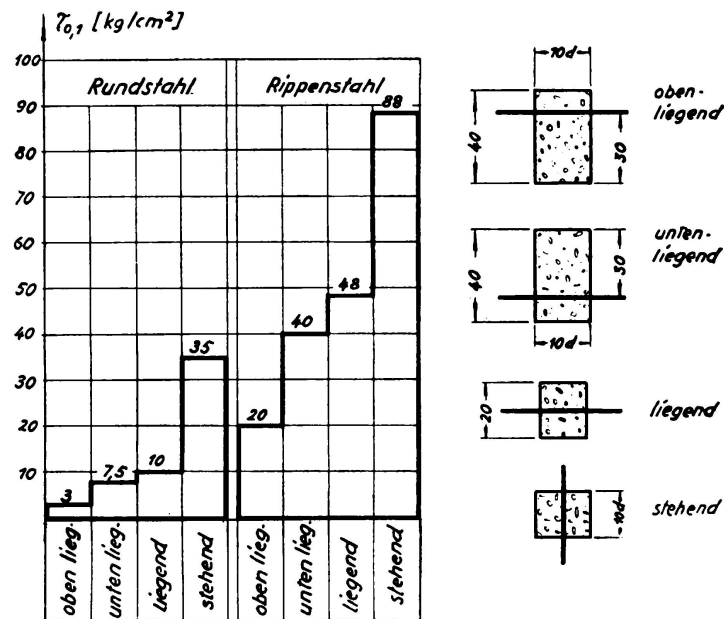 τ0,1 [kg/cm²]
100
90
80
70
60
50
40
30
20
10
Rundstahl
Rippenstahl
3
7,5
10
35
20
40
48
88
oben lieg.
unten lieg.
liegend
stehend
oben lieg.
unten lieg.
liegend
stehend
10d
40
30
oben-
liegend
40
30
10d
unten-
liegend
20
liegend
10d
stehend